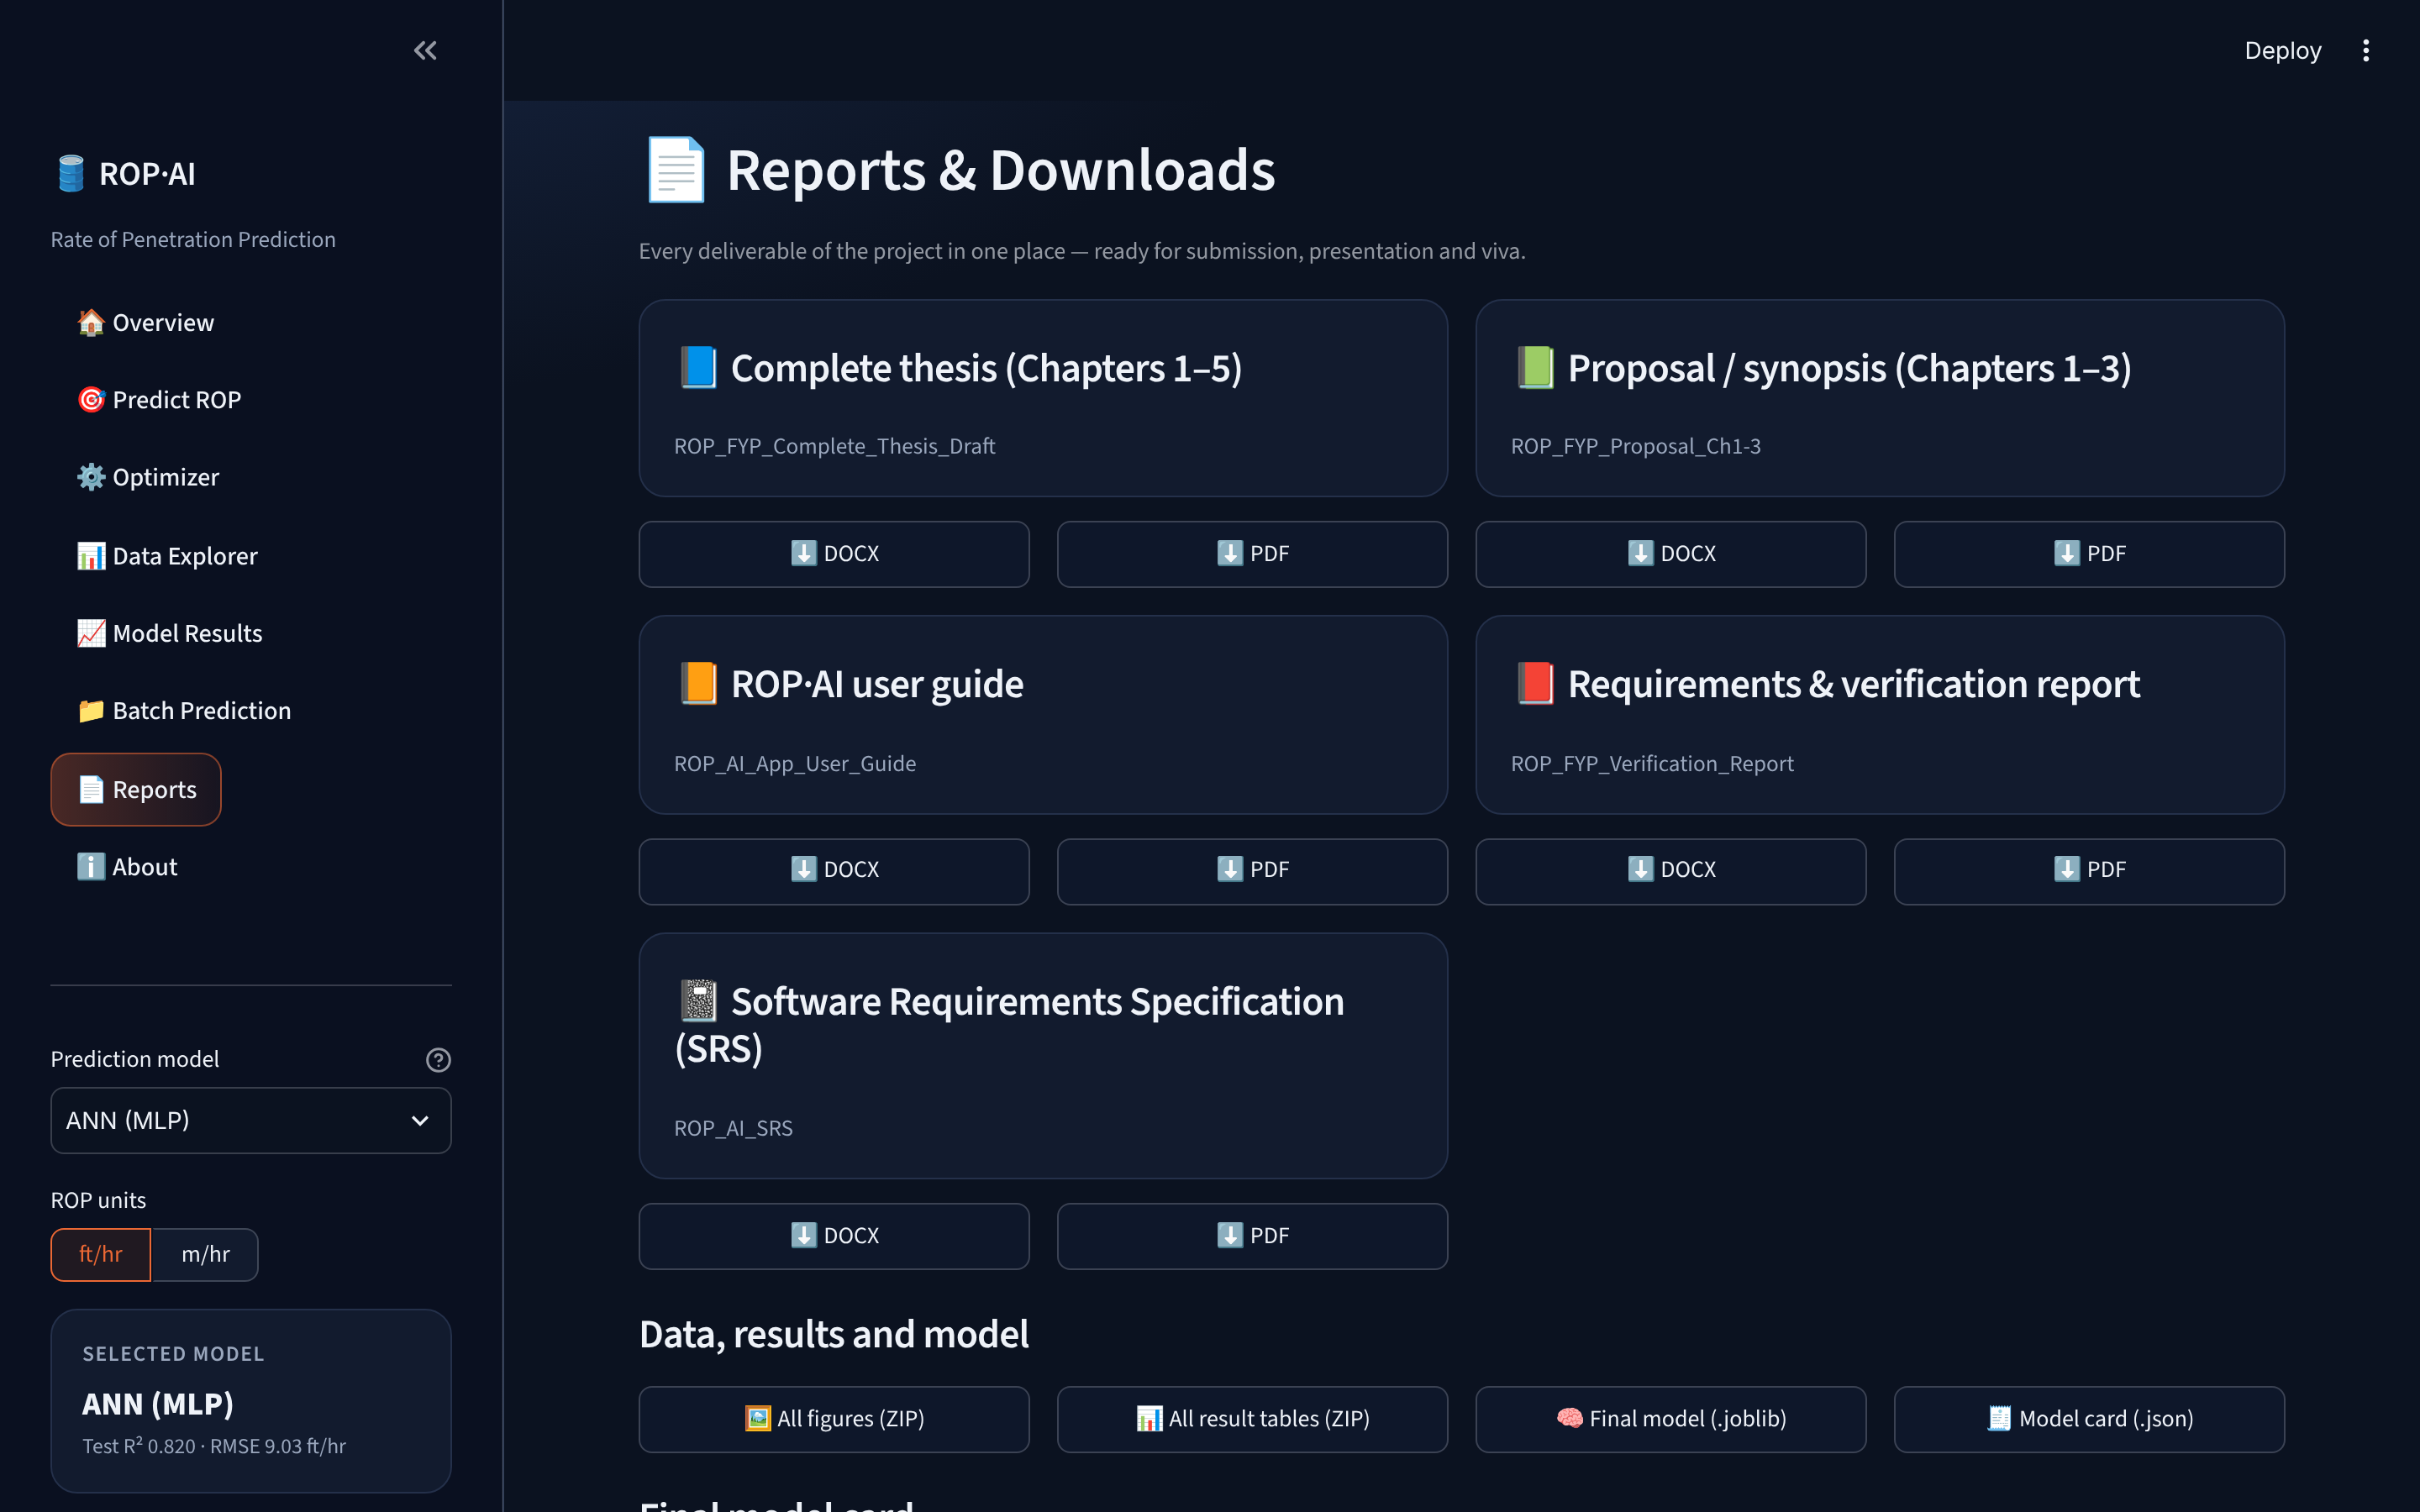 Deploy
ROP·AI
Rate of Penetration Prediction
Overview
Predict ROP
Optimizer
Data Explorer
Model Results
Batch Prediction
Reports
About
Prediction model
ANN (MLP)
ROP units
ft/hr
m/hr
SELECTED MODEL
ANN (MLP)
Test R² 0.820 · RMSE 9.03 ft/hr
Reports & Downloads
Every deliverable of the project in one place — ready for submission, presentation and viva.
Complete thesis (Chapters 1–5)
ROP_FYP_Complete_Thesis_Draft
DOCX
PDF
Proposal / synopsis (Chapters 1–3)
ROP_FYP_Proposal_Ch1-3
DOCX
PDF
ROP·AI user guide
ROP_AI_App_User_Guide
DOCX
PDF
Requirements & verification report
ROP_FYP_Verification_Report
DOCX
PDF
Software Requirements Specification
(SRS)
ROP_AI_SRS
DOCX
PDF
Data, results and model
All figures (ZIP)
All result tables (ZIP)
Final model (.joblib)
Model card (.json)
Final model card